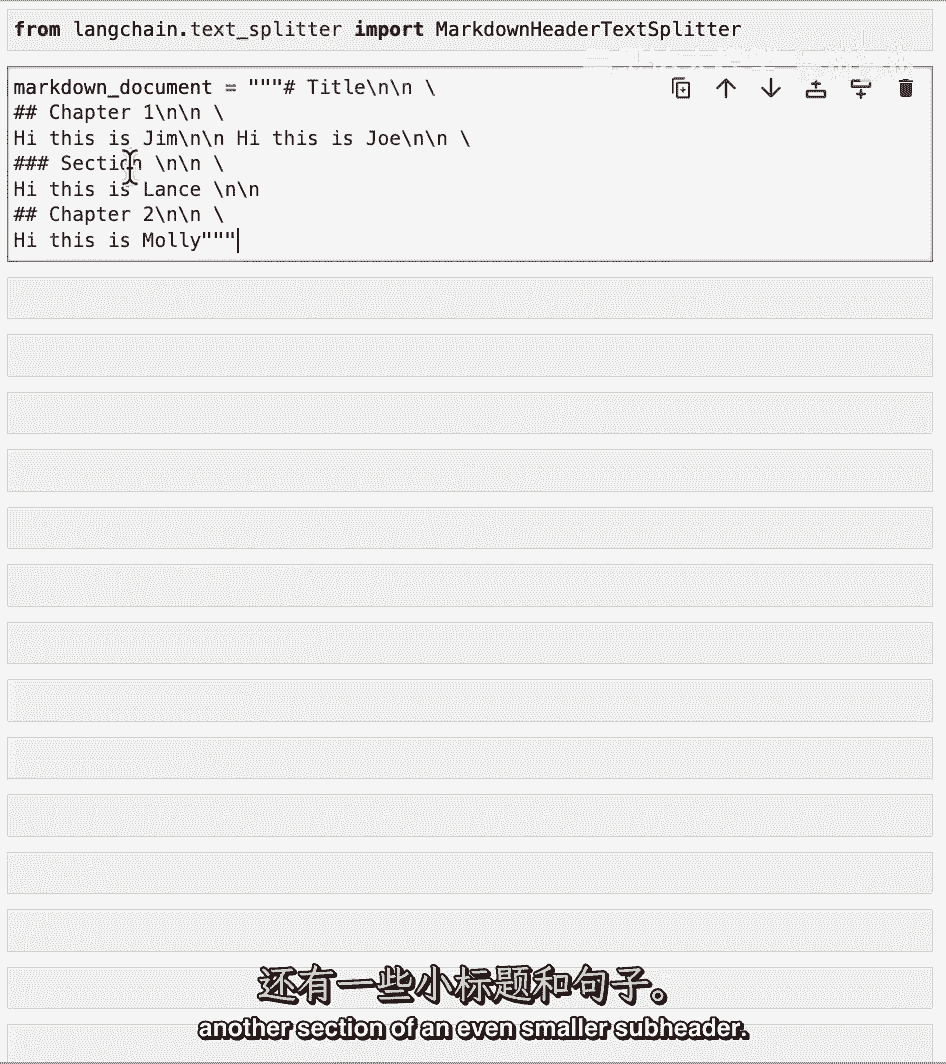 from langchain.text_splitter import MarkdownHeaderTextSplitter
markdown_document = """# Title\n\n \
## Chapter 1\n\n \
Hi this is Jim\n\n Hi this is Joe\n\n \
### Section \n\n \
Hi this is Lance \n\n
## Chapter 2\n\n \
Hi this is Molly"""
还有一些小标题和句子。
another section of an even smaller subheader.